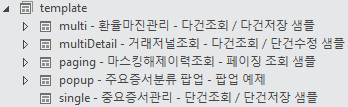 template
multi - 환율마진관리 - 다건조회 / 다건저장 샘플
multiDetail - 거래저널조회 - 다건조회 / 단건수정 샘플
paging - 마스킹해제이력조회 - 페이징 조회 샘플
popup - 주요증서분류 팝업 - 팝업 예제
single - 중요증서관리 - 단건조회 / 단건저장 샘플